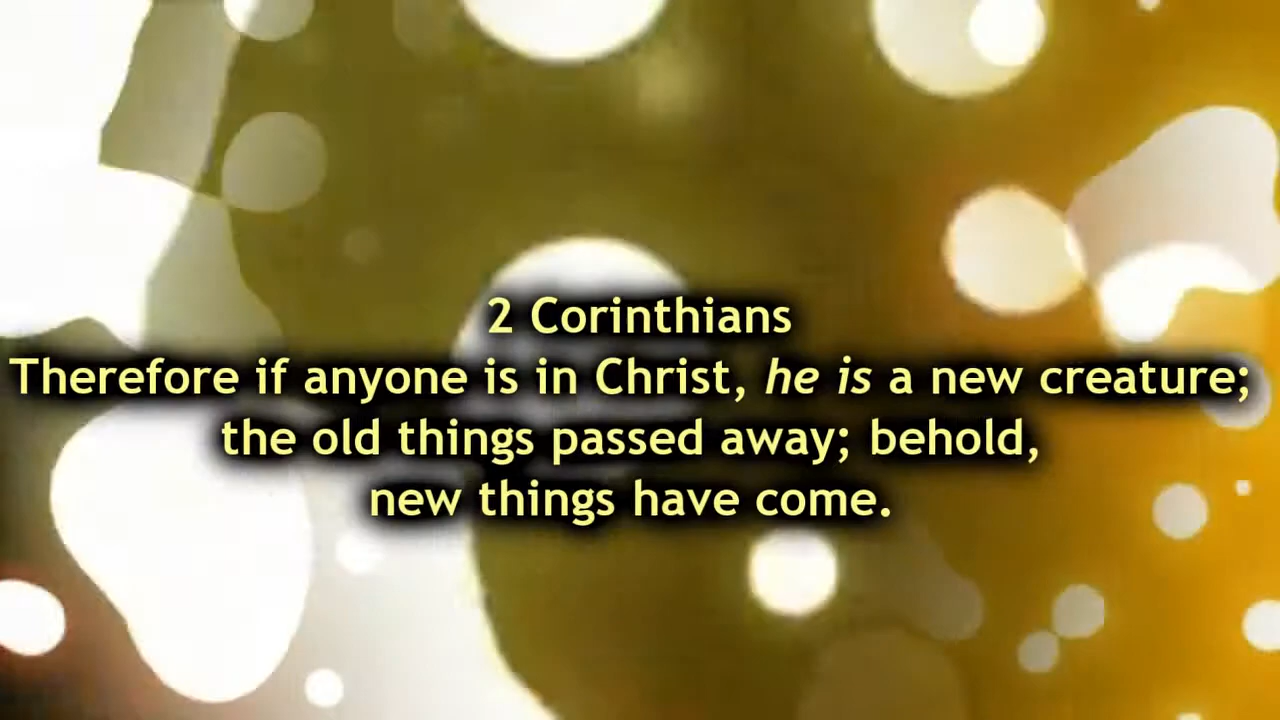 2 Corinthians
Therefore if anyone is in Christ, he is a new creature;
the old things passed away; behold,
new things have come.